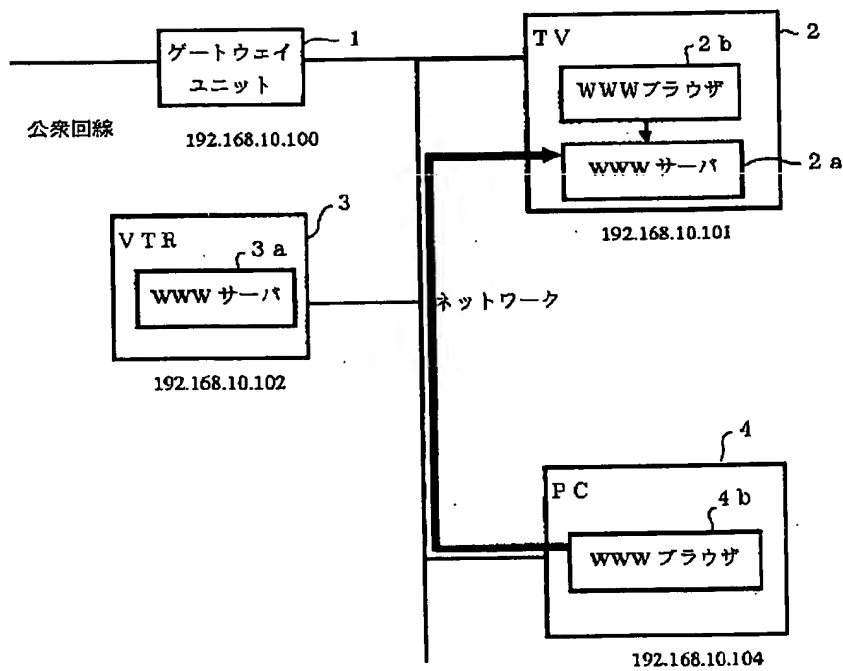 ゲートウェイ
ユニット
1
公衆回線
192.168.10.100
TV
2
2b
WWWブラウザ
WWWサーバ
2a
192.168.10.101
VTR
3
3a
WWWサーバ
192.168.10.102
ネットワーク
PC
4
4b
WWWブラウザ
192.168.10.104